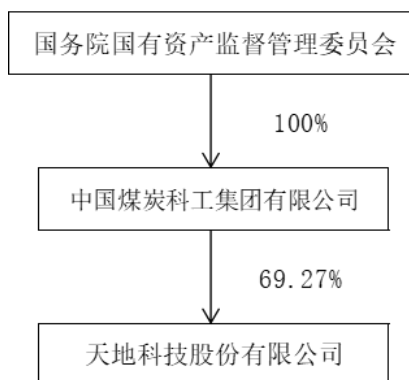 国务院国有资产监督管理委员会
100%
中国煤炭科工集团有限公司
69.27%
天地科技股份有限公司